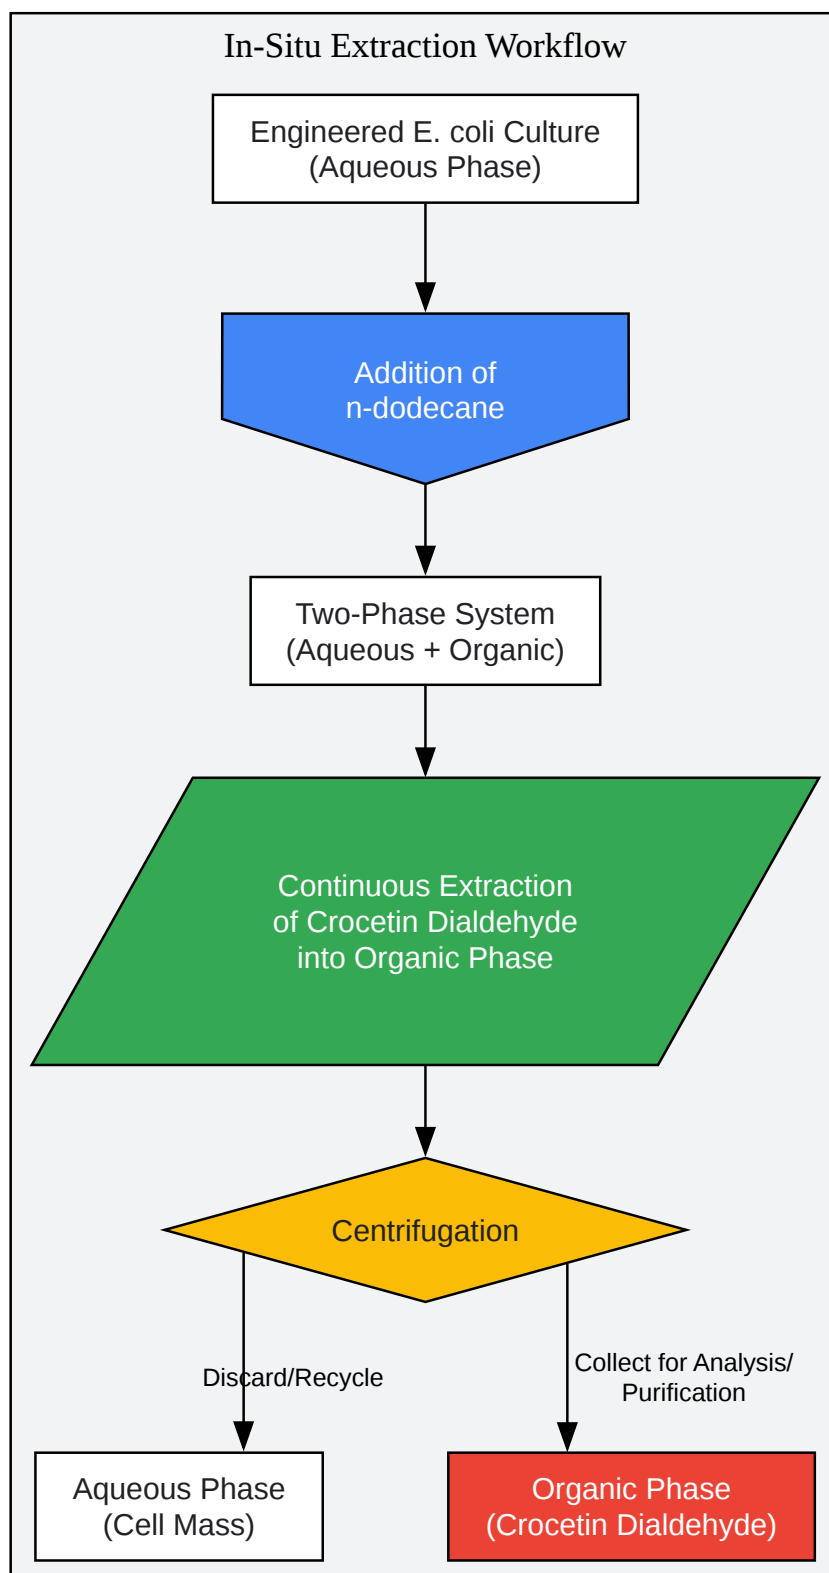 In-Situ Extraction Workflow
Engineered E. coli Culture
(Aqueous Phase)
Addition of
n-dodecane
Two-Phase System
(Aqueous + Organic)
Continuous Extraction
of Crocetin Dialdehyde
into Organic Phase
Centrifugation
Discard/Recycle
Collect for Analysis/
Purification
Aqueous Phase
(Cell Mass)
Organic Phase
(Crocetin Dialdehyde)